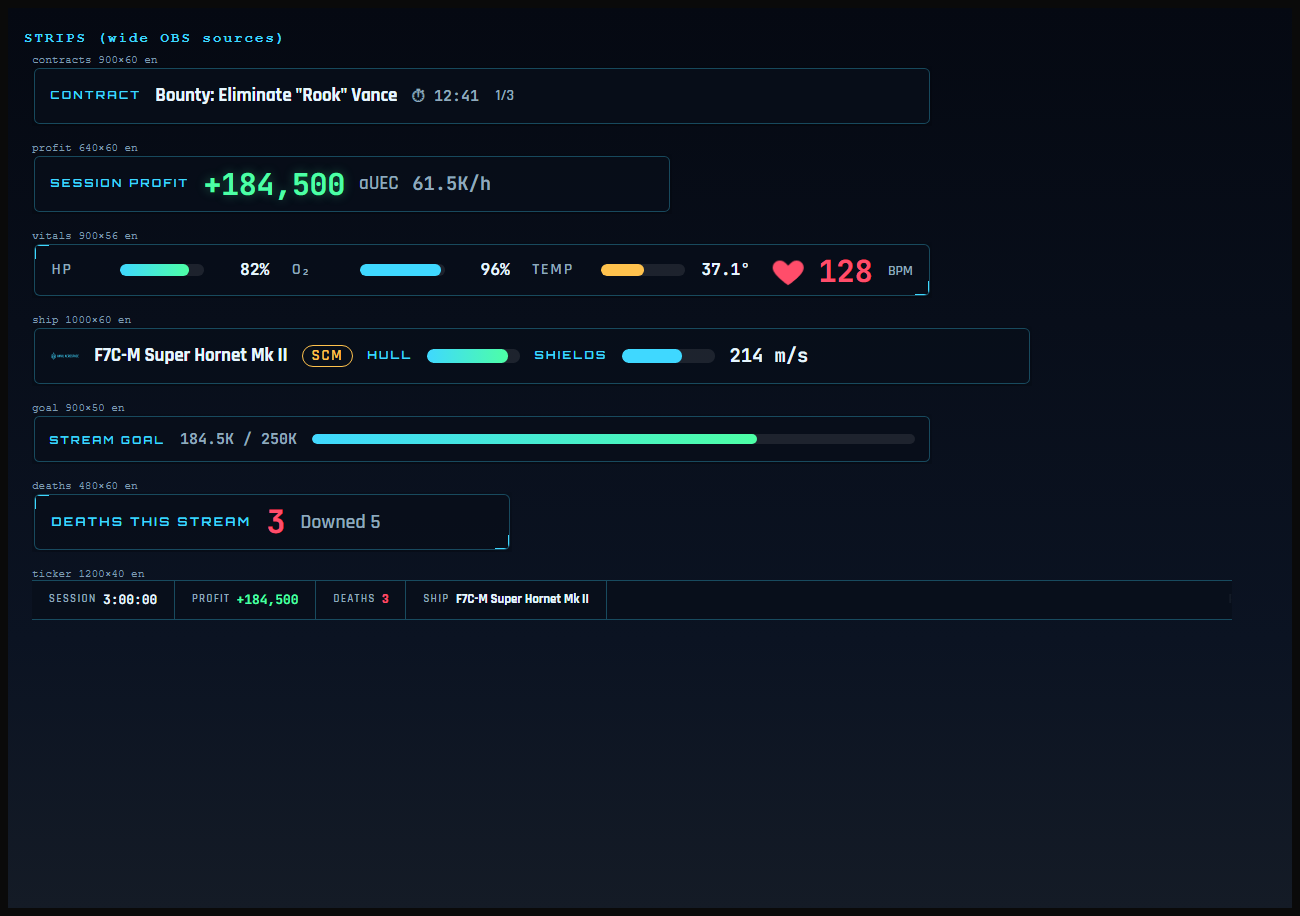 STRIPS (wide OBS sources)
contracts 900×60 en
CONTRACT Bounty: Eliminate "Rook" Vance ⏱ 12:41 1/3
profit 640×60 en
SESSION PROFIT +184,500 aUEC 61.5K/h
vitals 900×56 en
HP 82% O₂ 96% TEMP 37.1° 128 BPM
ship 1000×60 en
F7C-M Super Hornet Mk II SCM HULL SHIELDS 214 m/s
goal 900×50 en
STREAM GOAL 184.5K / 250K
deaths 480×60 en
DEATHS THIS STREAM 3 Downed 5
ticker 1200×40 en
SESSION 3:00:00 PROFIT +184,500 DEATHS 3 SHIP F7C-M Super Hornet Mk II